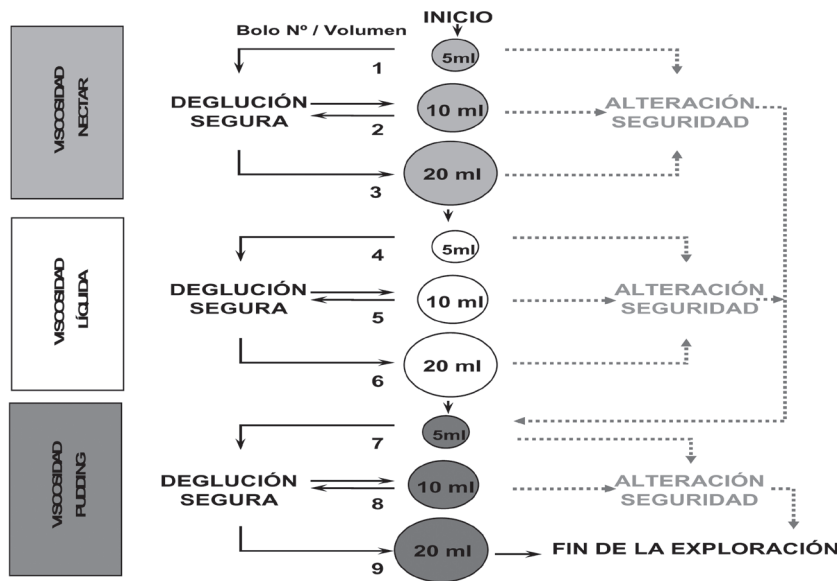 INICIO
Bolo Nº / Volumen
VISCOSIDAD
NECTAR
1
5ml
DEGLUCIÓN
SEGURA
2
10 ml
ALTERACIÓN
SEGURIDAD
3
20 ml
VISCOSIDAD
LÍQUIDA
4
5ml
DEGLUCIÓN
SEGURA
5
10 ml
ALTERACIÓN
SEGURIDAD
6
20 ml
VISCOSIDAD
PUDDING
7
5ml
DEGLUCIÓN
SEGURA
8
10 ml
ALTERACIÓN
SEGURIDAD
9
20 ml
FIN DE LA EXPLORACIÓN